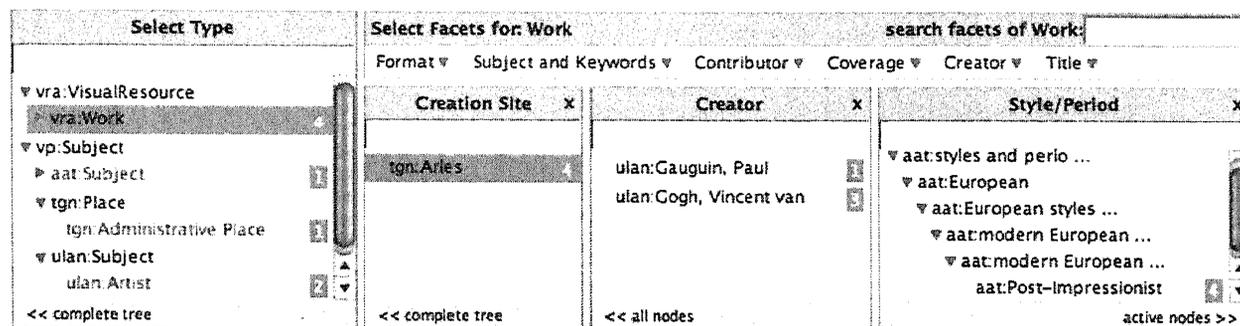 Select Type
vra:VisualResource
vra:Work 4
vp:Subject
aat:Subject 1
tgn:Place
tgn:Administrative Place 1
ulan:Subject
ulan:Artist 2
<< complete tree
Select Facets for: Work search facets of Work:
Format Subject and Keywords Contributor Coverage Creator Title
Creation Site x
tgn:Arles 4
<< complete tree
Creator x
ulan:Gauguin, Paul 1
ulan:Gogh, Vincent van 3
<< all nodes
Style/Period x
aat:styles and perio ...
aat:European
aat:European styles ...
aat:modern European ...
aat:modern European ...
aat:Post-Impressionist 4
active nodes >>